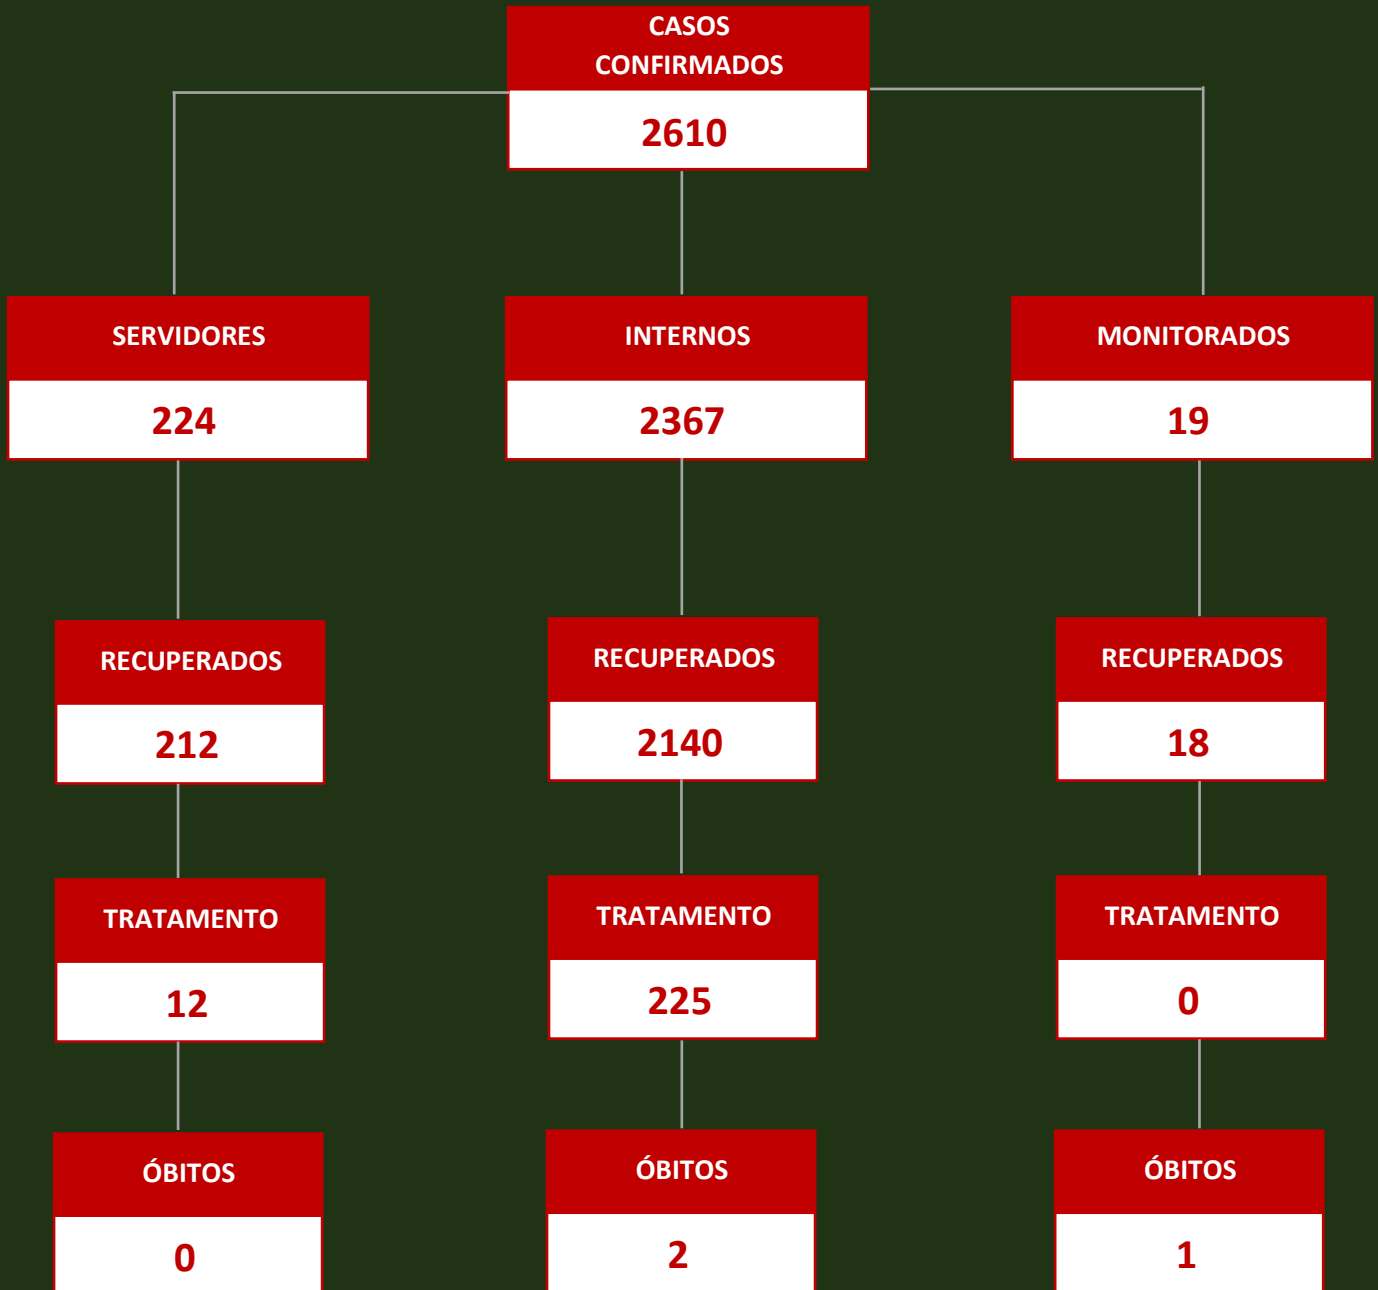 CASOS
CONFIRMADOS
2610
SERVIDORES
INTERNOS
MONITORADOS
224
2367
19
RECUPERADOS
RECUPERADOS
RECUPERADOS
212
2140
18
TRATAMENTO
TRATAMENTO
TRATAMENTO
12
225
0
ÓBITOS
ÓBITOS
ÓBITOS
0
2
1